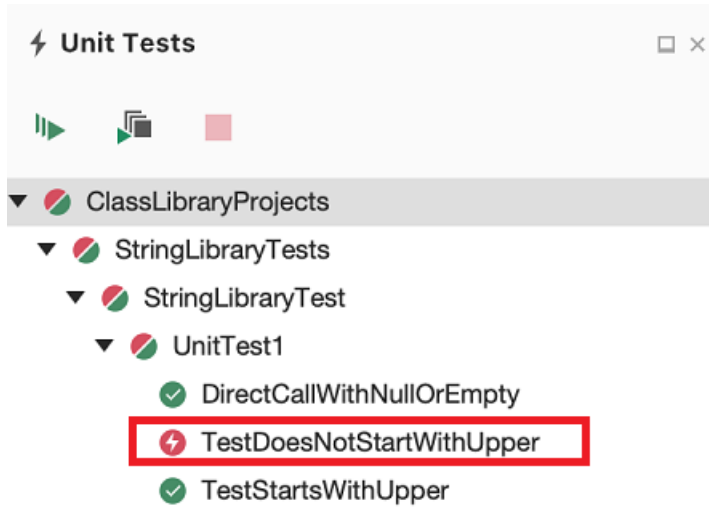 Unit Tests
ClassLibraryProjects
StringLibraryTests
StringLibraryTest
UnitTest1
DirectCallWithNullOrEmpty
TestDoesNotStartWithUpper
TestStartsWithUpper